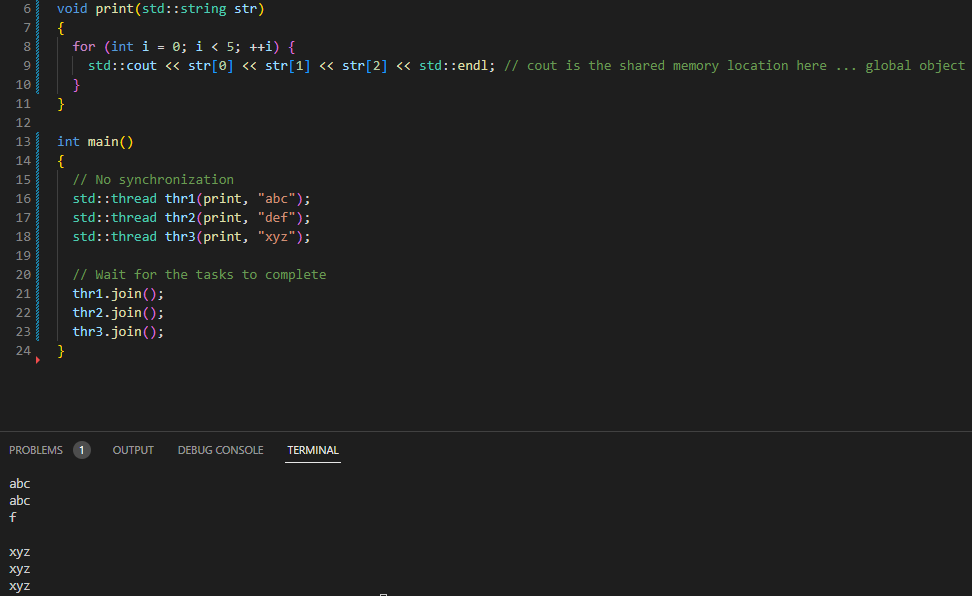 6 void print(std::string str)
7 {
8 for (int i = 0; i < 5; ++i) {
9 std::cout << str[0] << str[1] << str[2] << std::endl; // cout is the shared memory location here ... global object
10 }
11 }
12
13 int main()
14 {
15 // No synchronization
16 std::thread thr1(print, "abc");
17 std::thread thr2(print, "def");
18 std::thread thr3(print, "xyz");
19
20 // Wait for the tasks to complete
21 thr1.join();
22 thr2.join();
23 thr3.join();
24 }
PROBLEMS 1 OUTPUT DEBUG CONSOLE TERMINAL
abc
abc
f
xyz
xyz
xyz